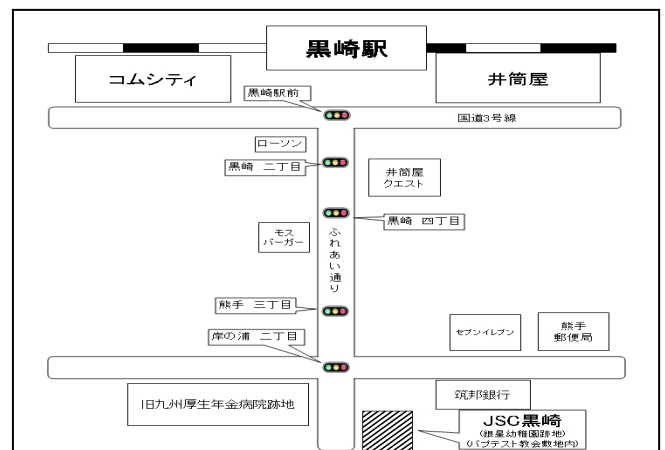 黒崎駅
コムシティ
井筒屋
黒崎駅前
国道3号線
ローソン
黒崎 二丁目
井筒屋
クエスト
黒崎 四丁目
モス
バーガー
ふれあい通り
熊手 三丁目
セブンイレブン
熊手
郵便局
岸の浦 二丁目
旧九州厚生年金病院跡地
筑邦銀行
JSC黒崎
(銀星幼稚園跡地)
(バプテスト教会敷地内)